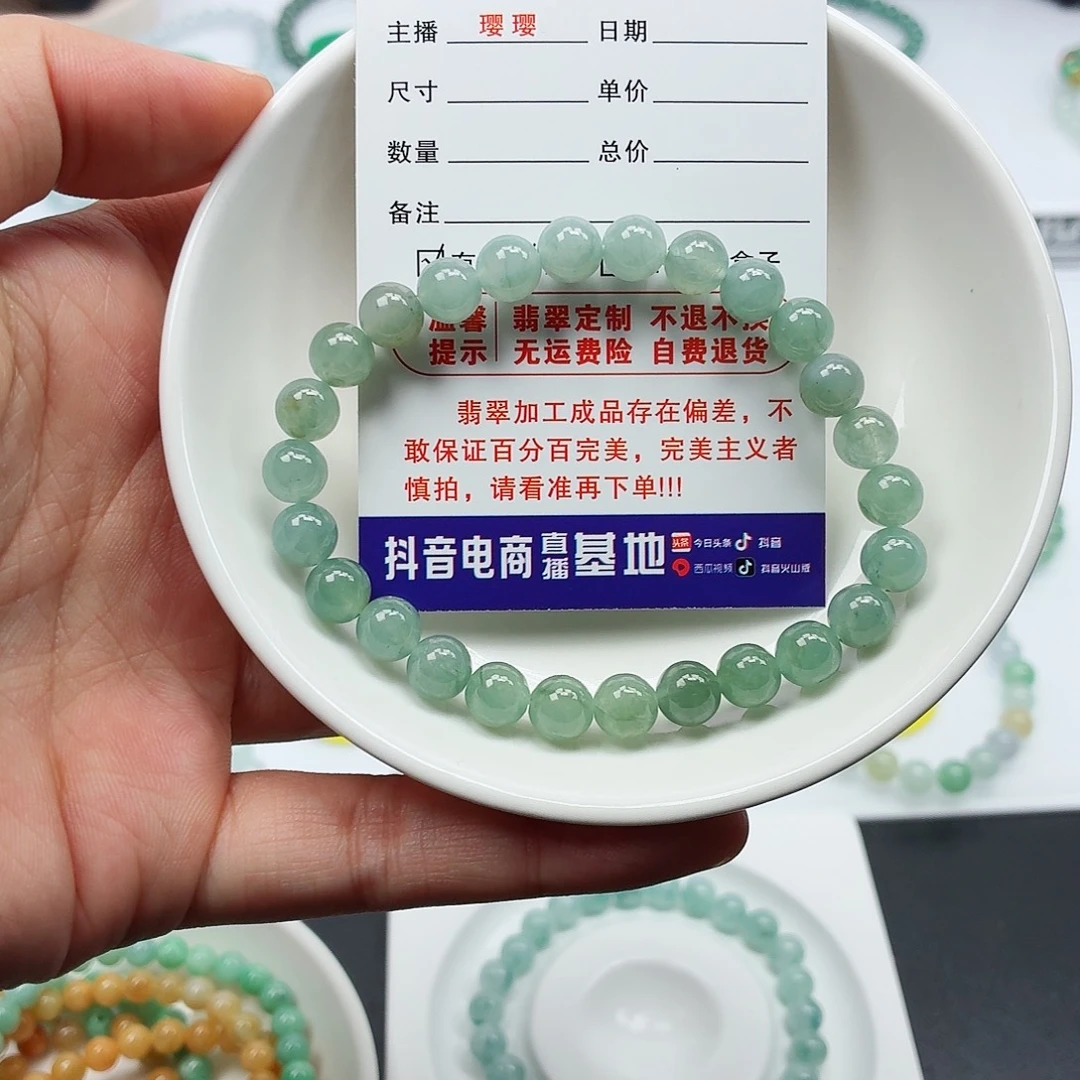 主播 璎璎 日期
尺寸 单价
数量 总价
备注
盒子
温馨 翡翠定制 不退不换
提示 无运费险 自费退货
翡翠加工成品存在偏差，不
敢保证百分百完美，完美主义者
慎拍，请看准再下单!!!
抖音电商 直播 基地 头条 今日头条 抖音
西瓜视频 抖音火山版